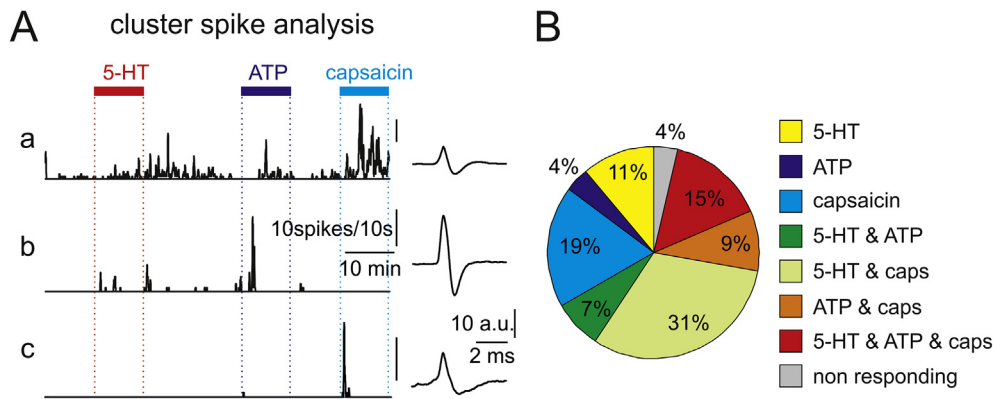 A
cluster spike analysis
5-HT
ATP
capsaicin
a
b
10spikes/10s
10 min
c
10 a.u.
2 ms
B
4%
15%
9%
31%
7%
19%
4%
11%
5-HT
ATP
capsaicin
5-HT & ATP
5-HT & caps
ATP & caps
5-HT & ATP & caps
non responding